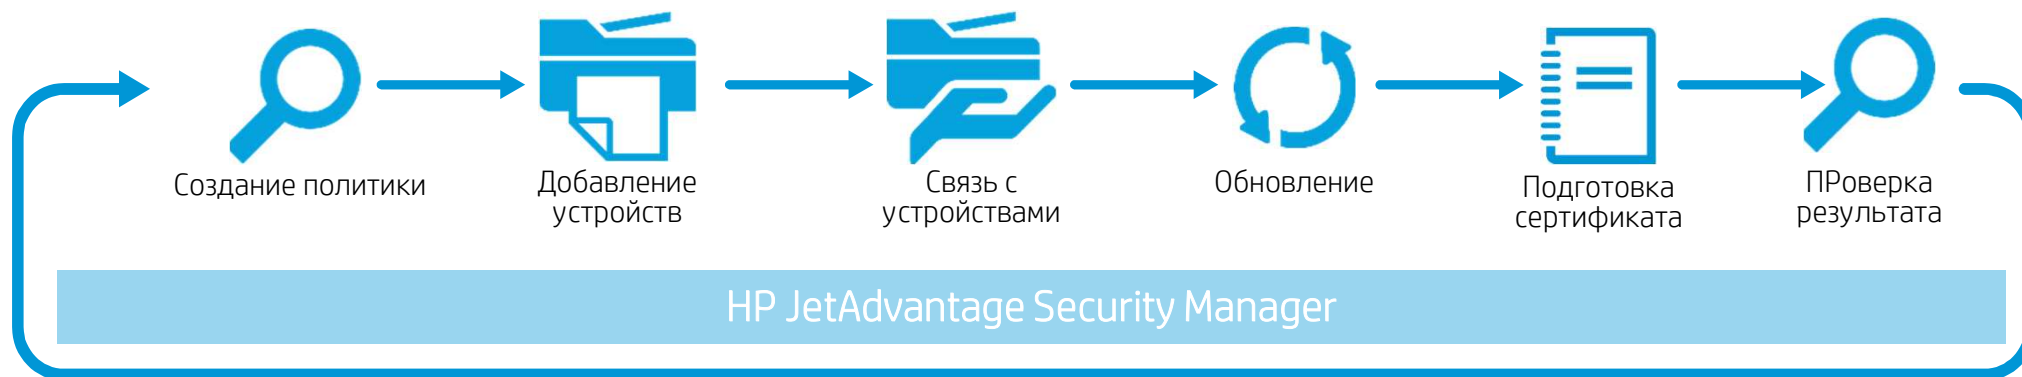 Создание политики
Добавление
устройств
Связь с
устройствами
Обновление
Подготовка
сертификата
ПРоверка
результата
HP JetAdvantage Security Manager